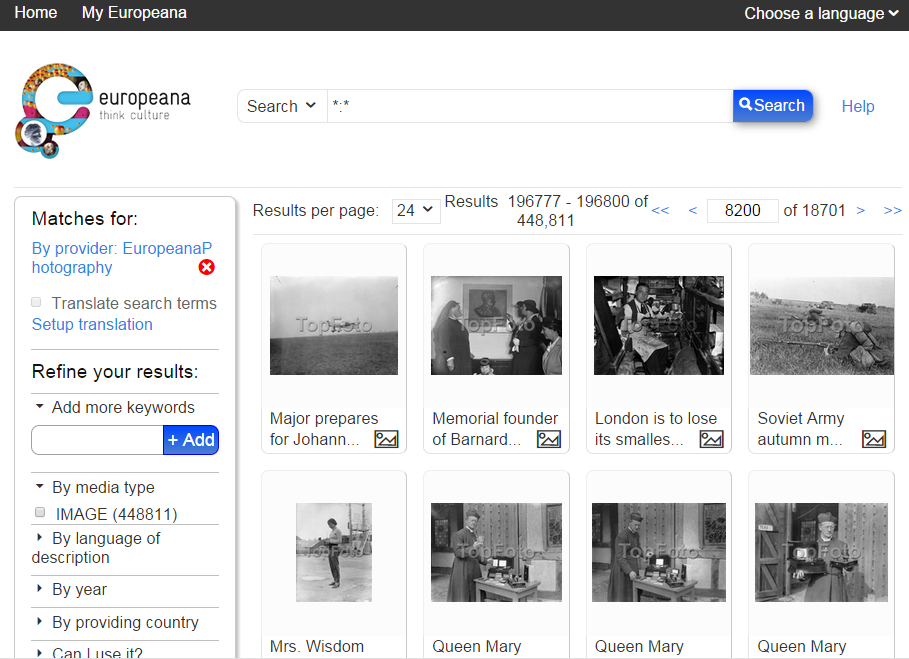 Home My Europeana Choose a language
europeana
think culture
Search *:* Search Help
Matches for:
By provider: EuropeanaP
hotography
Translate search terms
Setup translation
Refine your results:
Add more keywords
+ Add
By media type
IMAGE (448811)
By language of
description
By year
By providing country
Can I use it?
Results per page: 24 Results 196777 - 196800 of
448,811
<< < 8200 of 18701 > >>
TopFoto
TopFoto
TopFoto
TopFoto
Major prepares
for Johann...
Memorial founder
of Barnard...
London is to lose
its smalles...
Soviet Army
autumn m...
TopFoto
TopFoto
TopFoto
TopFoto
Mrs. Wisdom
Queen Mary
Queen Mary
Queen Mary